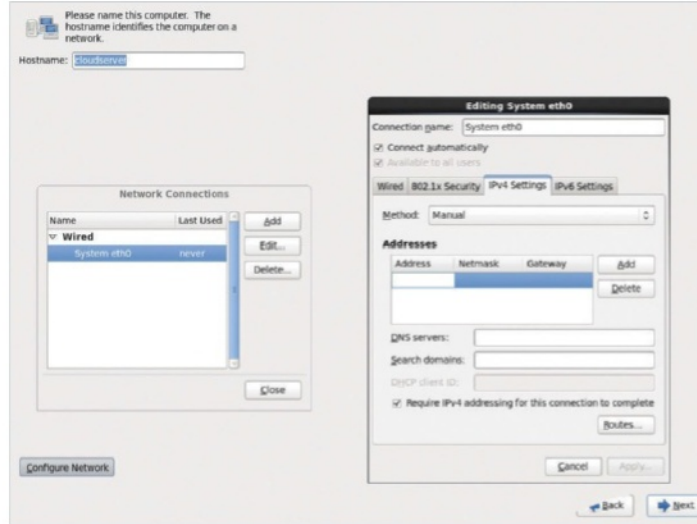 Please name this computer. The
hostname identifies the computer on a
network.
Hostname: cloudserver
Editing System eth0
Connection name: System eth0
Connect automatically
Available to all users
Wired 802.1x Security IPv4 Settings IPv6 Settings
Method: Manual
Addresses
Address Netmask Gateway Add
Delete
DNS servers:
Search domains:
DHCP client ID:
Require IPv4 addressing for this connection to complete
Routes...
Cancel Apply...
Network Connections
Name Last Used Add
Wired Edit...
System eth0 never
Delete...
Close
Configure Network
Back Next